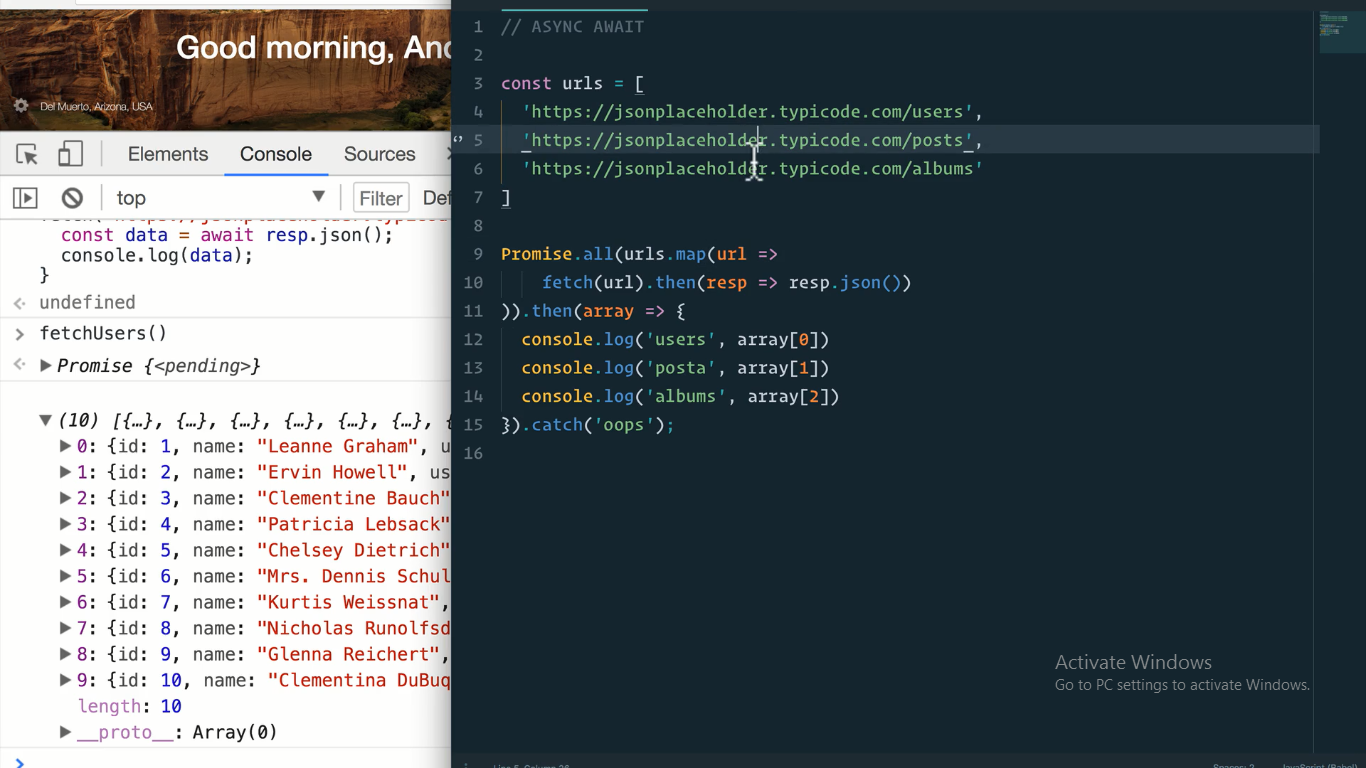 Good morning, And
Del Muerto, Arizona, USA
Elements Console Sources
top Filter Def
const data = await resp.json();
console.log(data);
}
undefined
fetchUsers()
Promise {<pending>}
(10) [{…}, {…}, {…}, {…}, {…}, {…},
0: {id: 1, name: "Leanne Graham", u
1: {id: 2, name: "Ervin Howell", us
2: {id: 3, name: "Clementine Bauch"
3: {id: 4, name: "Patricia Lebsack"
4: {id: 5, name: "Chelsey Dietrich"
5: {id: 6, name: "Mrs. Dennis Schul
6: {id: 7, name: "Kurtis Weissnat",
7: {id: 8, name: "Nicholas Runolfsd
8: {id: 9, name: "Glenna Reichert",
9: {id: 10, name: "Clementina DuBuq
length: 10
__proto__: Array(0)
1 // ASYNC AWAIT
2
3 const urls = [
4 'https://jsonplaceholder.typicode.com/users',
5 'https://jsonplaceholder.typicode.com/posts',
6 'https://jsonplaceholder.typicode.com/albums'
7 ]
8
9 Promise.all(urls.map(url =>
10 fetch(url).then(resp => resp.json())
11 )).then(array => {
12 console.log('users', array[0])
13 console.log('posta', array[1])
14 console.log('albums', array[2])
15 }).catch('oops');
16
Activate Windows
Go to PC settings to activate Windows.